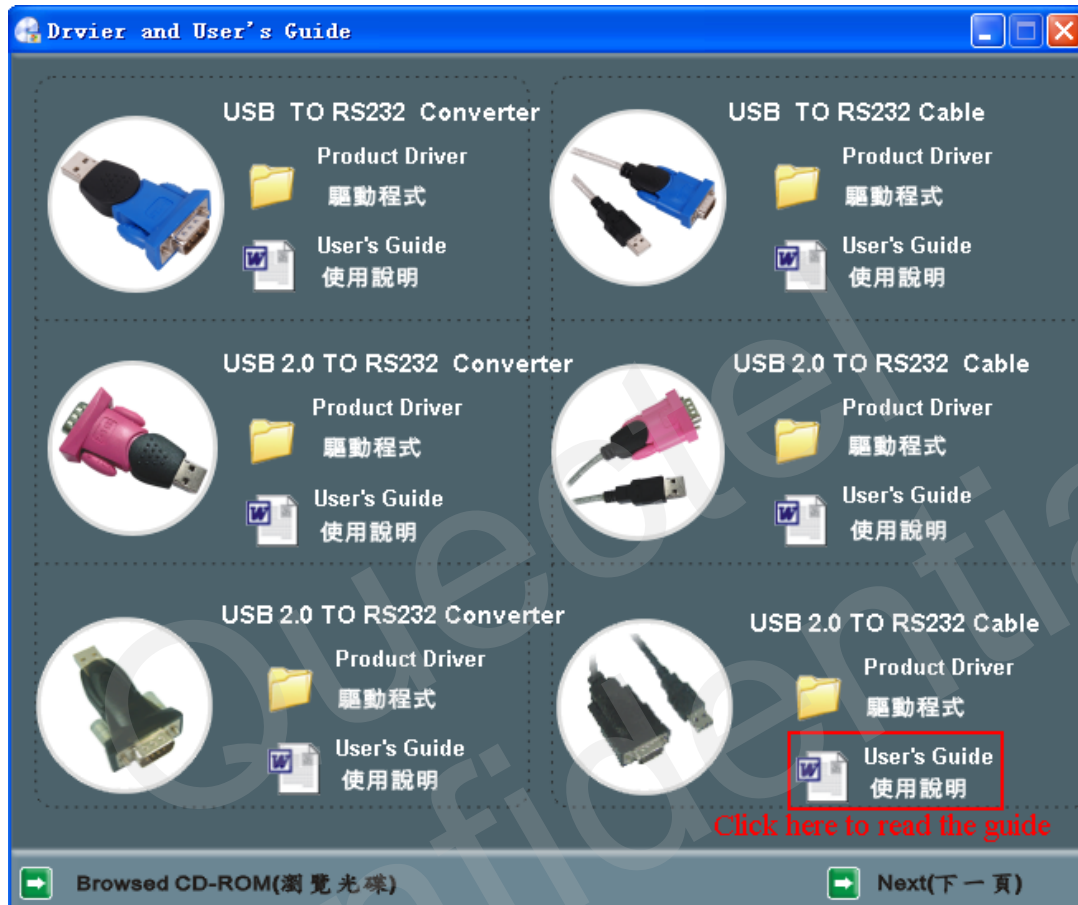 Drvier and User's Guide
USB TO RS232 Converter
Product Driver
驅動程式
User's Guide
使用說明
USB TO RS232 Cable
Product Driver
驅動程式
User's Guide
使用說明
USB 2.0 TO RS232 Converter
Product Driver
驅動程式
User's Guide
使用說明
USB 2.0 TO RS232 Cable
Product Driver
驅動程式
User's Guide
使用說明
USB 2.0 TO RS232 Converter
Product Driver
驅動程式
User's Guide
使用說明
USB 2.0 TO RS232 Cable
Product Driver
驅動程式
User's Guide
使用說明
Click here to read the guide
Browsed CD-ROM(瀏覽光碟)
Next(下一頁)
Quectel